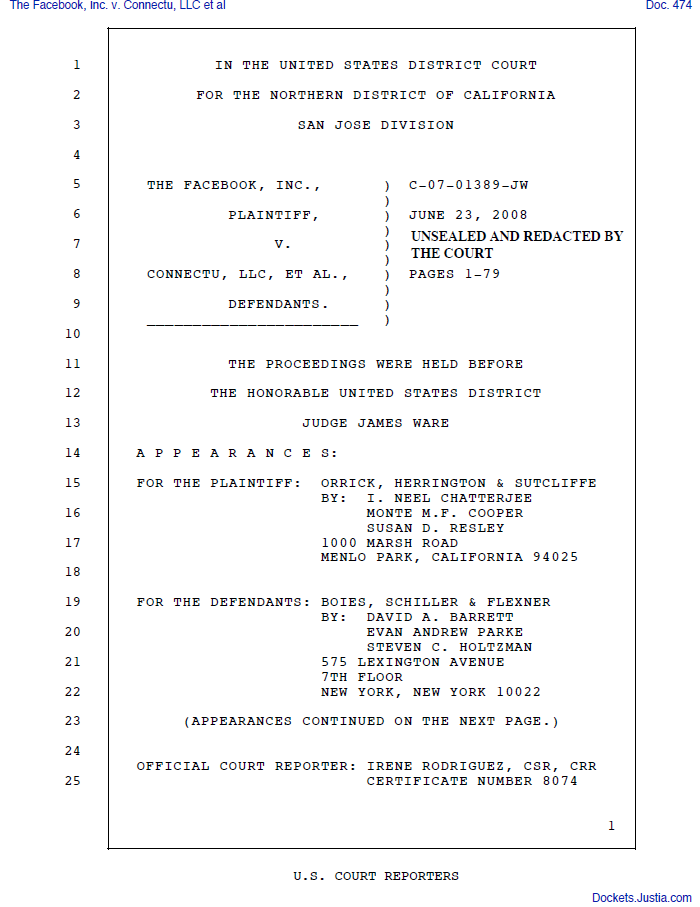 The Facebook, Inc. v. Connectu, LLC et al Doc. 474
1 IN THE UNITED STATES DISTRICT COURT
2 FOR THE NORTHERN DISTRICT OF CALIFORNIA
3 SAN JOSE DIVISION
4
5 THE FACEBOOK, INC., ) C-07-01389-JW
)
6 PLAINTIFF, ) JUNE 23, 2008
)
UNSEALED AND REDACTED BY
7 V. )
THE COURT
)
8 CONNECTU, LLC, ET AL., ) PAGES 1-79
)
9 DEFENDANTS. )
_______________________ )
10
11 THE PROCEEDINGS WERE HELD BEFORE
12 THE HONORABLE UNITED STATES DISTRICT
13 JUDGE JAMES WARE
14 A P P E A R A N C E S:
15 FOR THE PLAINTIFF: ORRICK, HERRINGTON & SUTCLIFFE
BY: I. NEEL CHATTERJEE
16 MONTE M.F. COOPER
SUSAN D. RESLEY
17 1000 MARSH ROAD
MENLO PARK, CALIFORNIA 94025
18
19 FOR THE DEFENDANTS: BOIES, SCHILLER & FLEXNER
BY: DAVID A. BARRETT
20 EVAN ANDREW PARKE
STEVEN C. HOLTZMAN
21 575 LEXINGTON AVENUE
7TH FLOOR
22 NEW YORK, NEW YORK 10022
23 (APPEARANCES CONTINUED ON THE NEXT PAGE.)
24
OFFICIAL COURT REPORTER: IRENE RODRIGUEZ, CSR, CRR
25 CERTIFICATE NUMBER 8074
1
U.S. COURT REPORTERS
Dockets.Justia.com